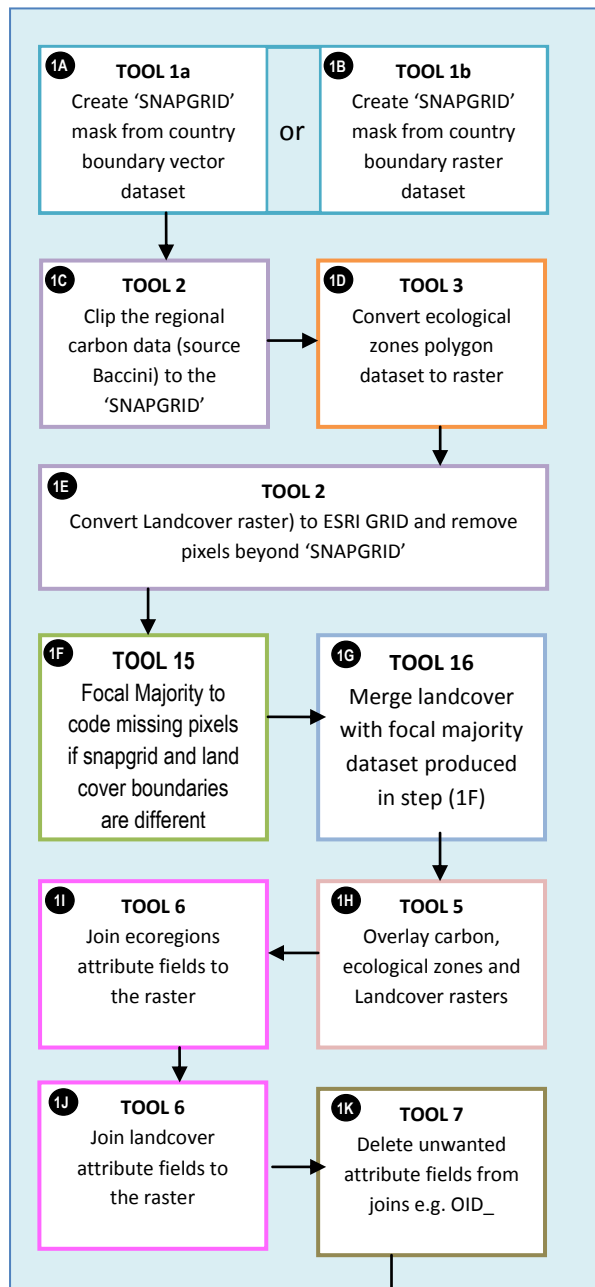 1A
TOOL 1a
Create ‘SNAPGRID’
mask from country
boundary vector
dataset
or
1B
TOOL 1b
Create ‘SNAPGRID’
mask from country
boundary raster
dataset
1C
TOOL 2
Clip the regional
carbon data (source
Baccini) to the
‘SNAPGRID’
1D
TOOL 3
Convert ecological
zones polygon
dataset to raster
1E
TOOL 2
Convert Landcover raster) to ESRI GRID and remove
pixels beyond ‘SNAPGRID’
1F
TOOL 15
Focal Majority to
code missing pixels
if snapgrid and land
cover boundaries
are different
1G
TOOL 16
Merge landcover
with focal majority
dataset produced
in step (1F)
1H
TOOL 5
Overlay carbon,
ecological zones and
Landcover rasters
1I
TOOL 6
Join ecoregions
attribute fields to
the raster
1J
TOOL 6
Join landcover
attribute fields to
the raster
1K
TOOL 7
Delete unwanted
attribute fields from
joins e.g. OID_